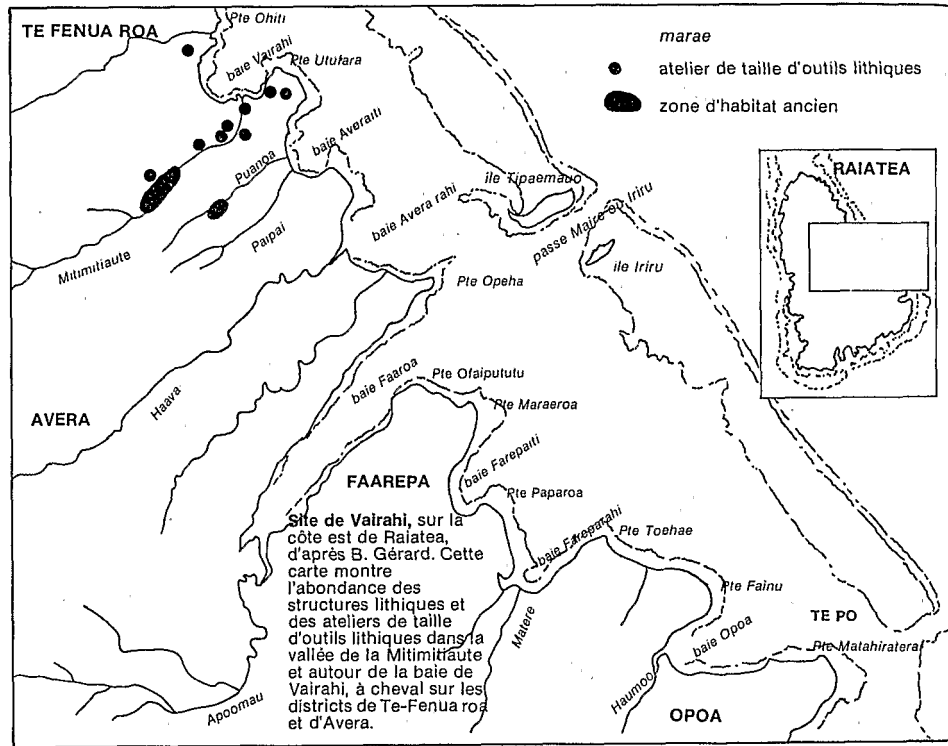 TE FENUA ROA
Pte Ohiti
baie Vairahi
Pte Utufara
marae
atelier de taille d'outils lithiques
zone d'habitat ancien
baie Averaiti
Puanoa
île Tipaemauo
RAIATEA
baie Avera rahi
passe Maire ou Iriru
Paipai
Mitimitiaute
île Iriru
Pte Opeha
baie Faaroa
Pte Ofaipututu
Haava
Pte Maraeroa
AVERA
baie Farepaiti
FAAREPA
Pte Paparoa
Site de Vairahi, sur la
côte est de Raiatea,
d'après B. Gérard. Cette
carte montre
l'abondance des
structures lithiques et
des ateliers de taille
d'outils lithiques dans la
vallée de la Mitimitiaute
et autour de la baie de
Vairahi, à cheval sur les
districts de Te-Fenua roa
et d'Avera.
baie Fareparahi
Pte Toehae
Pte Fainu
TE PO
Matere
baie Opoa
Pte Matahiraterai
Haumoo
Apoomau
OPOA